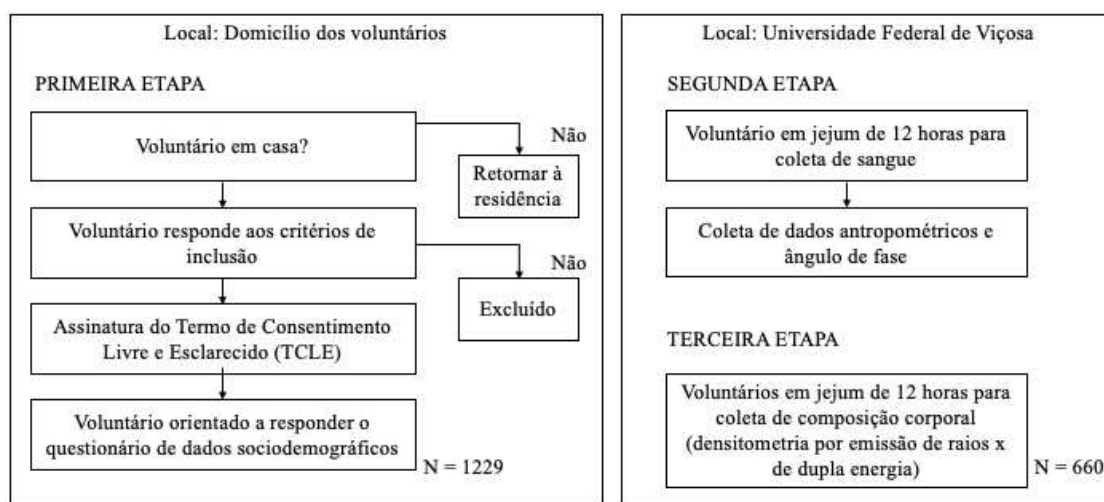 Local: Domicílio dos voluntários
PRIMEIRA ETAPA
Voluntário em casa?
Não
Retornar à
residência
Voluntário responde aos critérios de
inclusão
Não
Excluído
Assinatura do Termo de Consentimento
Livre e Esclarecido (TCLE)
Voluntário orientado a responder o
questionário de dados sociodemográficos
N = 1229
Local: Universidade Federal de Viçosa
SEGUNDA ETAPA
Voluntário em jejum de 12 horas para
coleta de sangue
Coleta de dados antropométricos e
ângulo de fase
TERCEIRA ETAPA
Voluntários em jejum de 12 horas para
coleta de composição corporal
(densitometria por emissão de raios x
de dupla energia)
N = 660